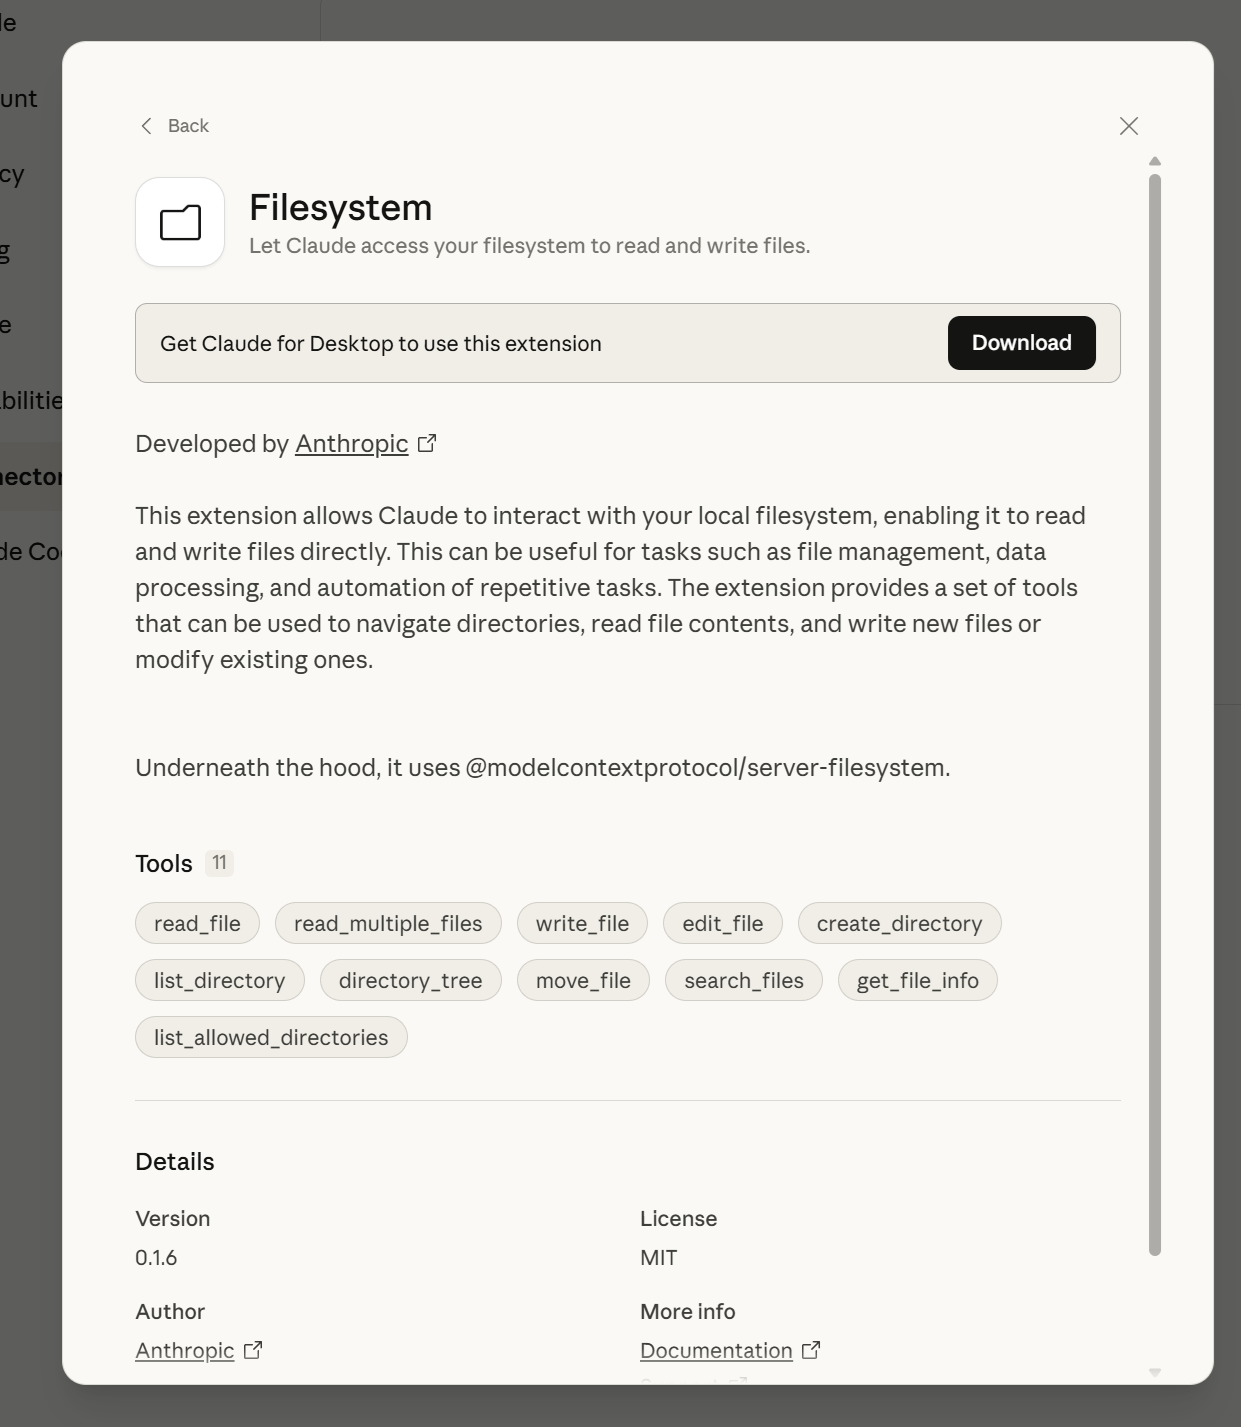 le
unt
cy
g
e
bilitie
nector
de Co
Back
Filesystem
Let Claude access your filesystem to read and write files.
Get Claude for Desktop to use this extension
Download
Developed by Anthropic
This extension allows Claude to interact with your local filesystem, enabling it to read
and write files directly. This can be useful for tasks such as file management, data
processing, and automation of repetitive tasks. The extension provides a set of tools
that can be used to navigate directories, read file contents, and write new files or
modify existing ones.
Underneath the hood, it uses @modelcontextprotocol/server-filesystem.
Tools 11
read_file read_multiple_files write_file edit_file create_directory
list_directory directory_tree move_file search_files get_file_info
list_allowed_directories
Details
Version License
0.1.6 MIT
Author More info
Anthropic Documentation